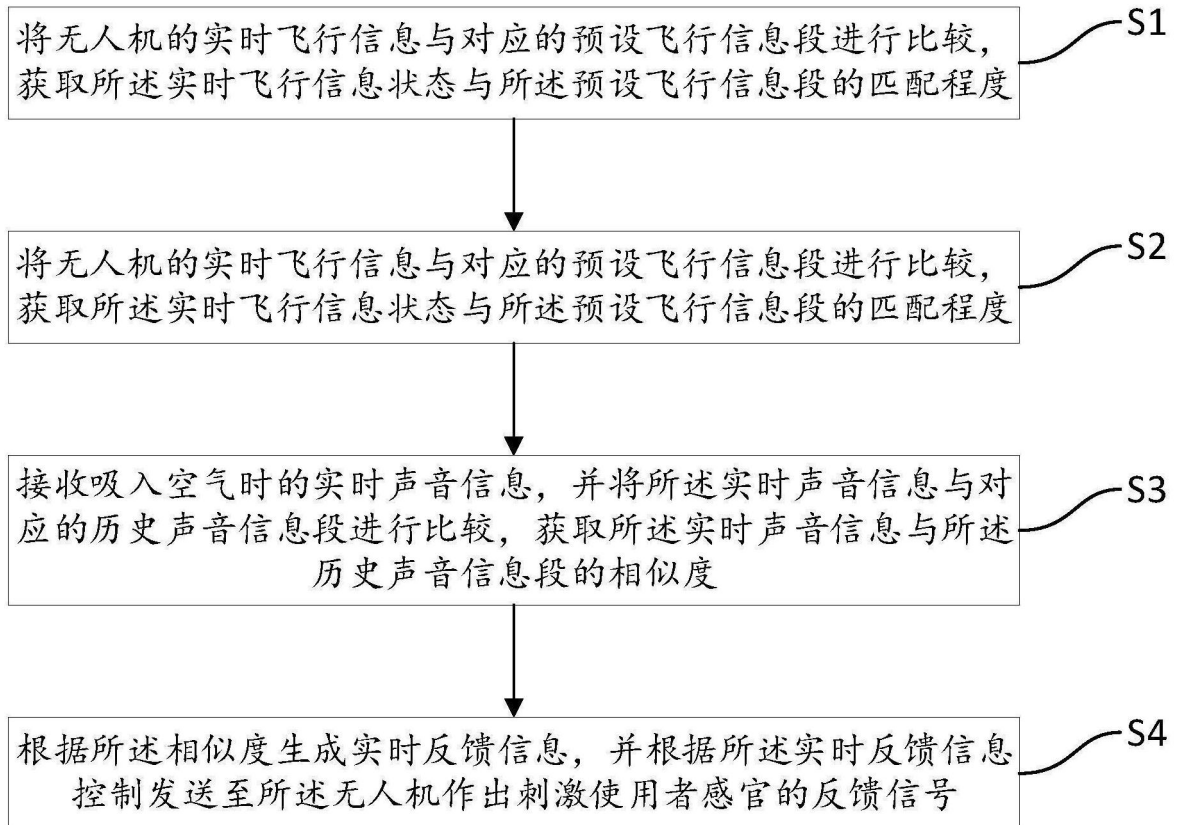 将无人机的实时飞行信息与对应的预设飞行信息段进行比较，
获取所述实时飞行信息状态与所述预设飞行信息段的匹配程度
S1
将无人机的实时飞行信息与对应的预设飞行信息段进行比较，
获取所述实时飞行信息状态与所述预设飞行信息段的匹配程度
S2
接收吸入空气时的实时声音信息，并将所述实时声音信息与对
应的历史声音信息段进行比较，获取所述实时声音信息与所述
历史声音信息段的相似度
S3
根据所述相似度生成实时反馈信息，并根据所述实时反馈信息
控制发送至所述无人机作出刺激使用者感官的反馈信号
S4